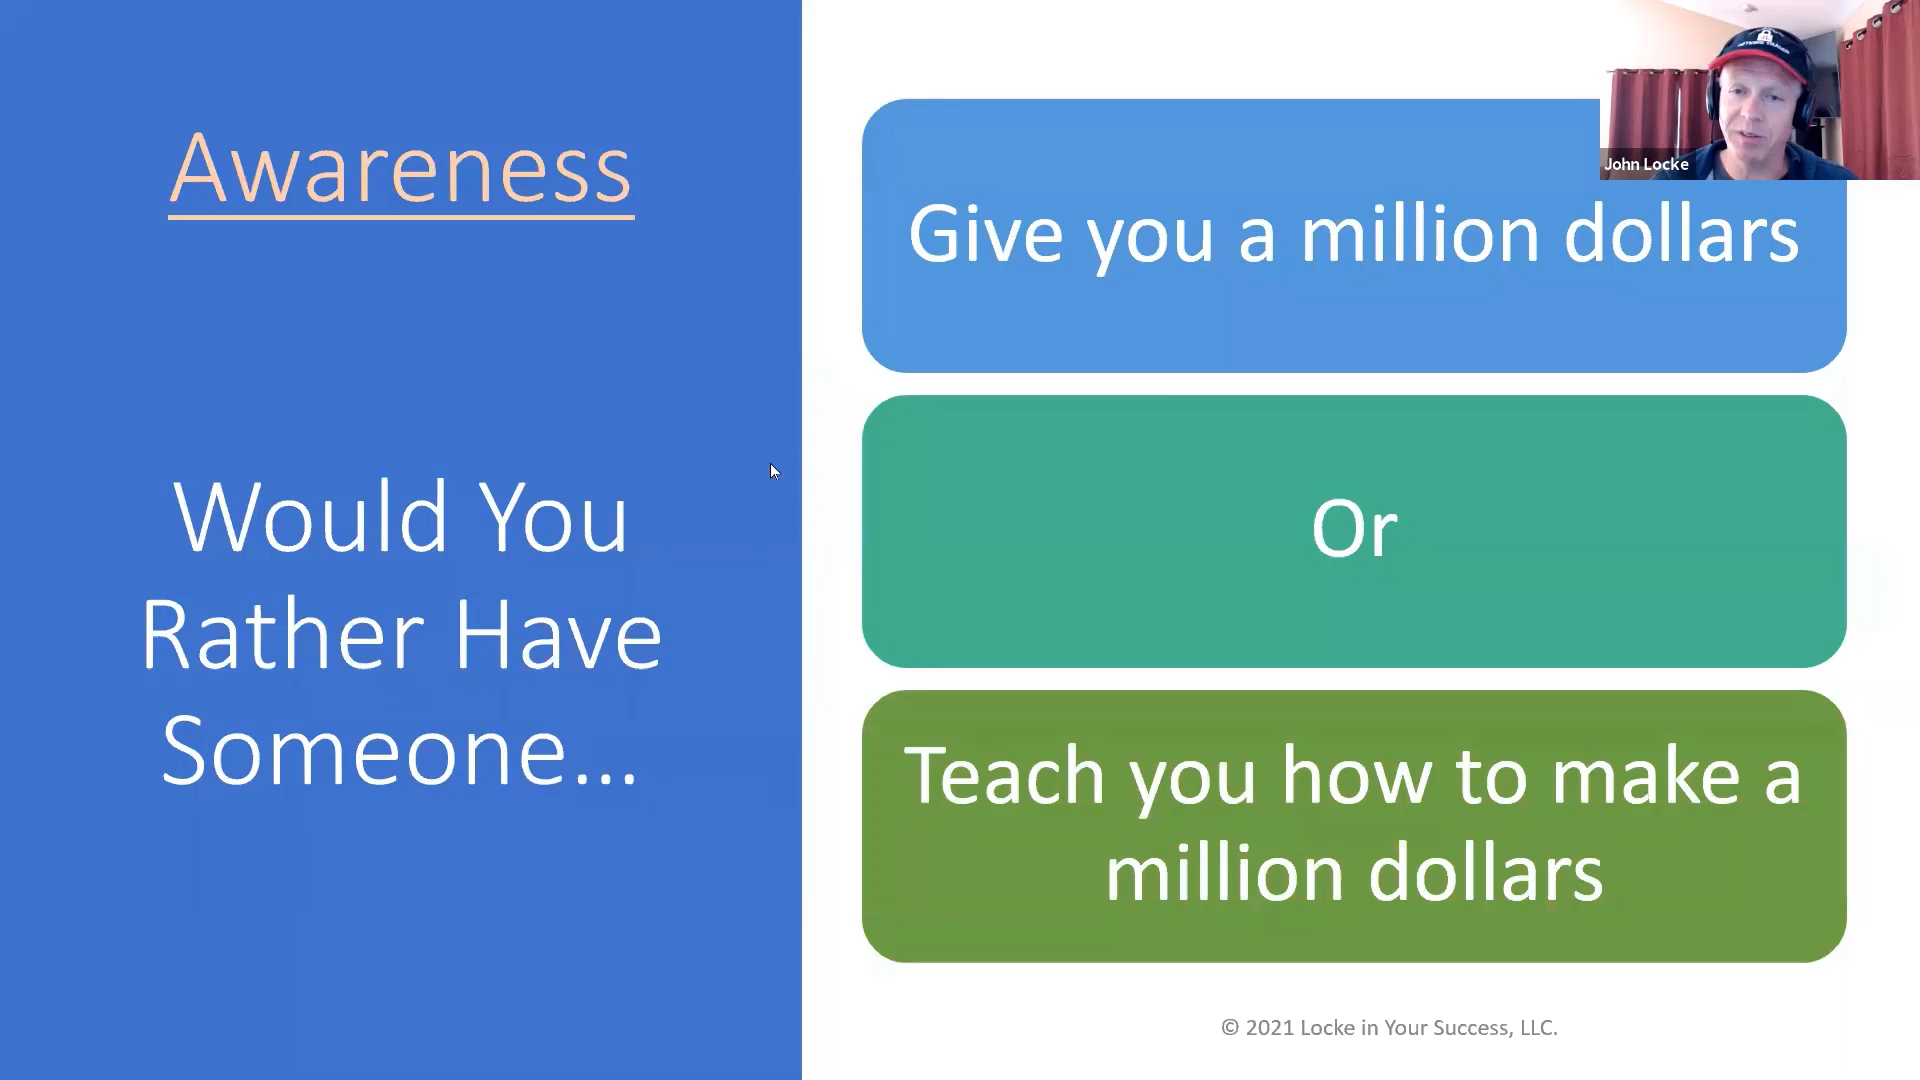 Awareness
Would You
Rather Have
Someone...
Give you a million dollars
Or
Teach you how to make a
million dollars
John Locke
© 2021 Locke in Your Success, LLC.